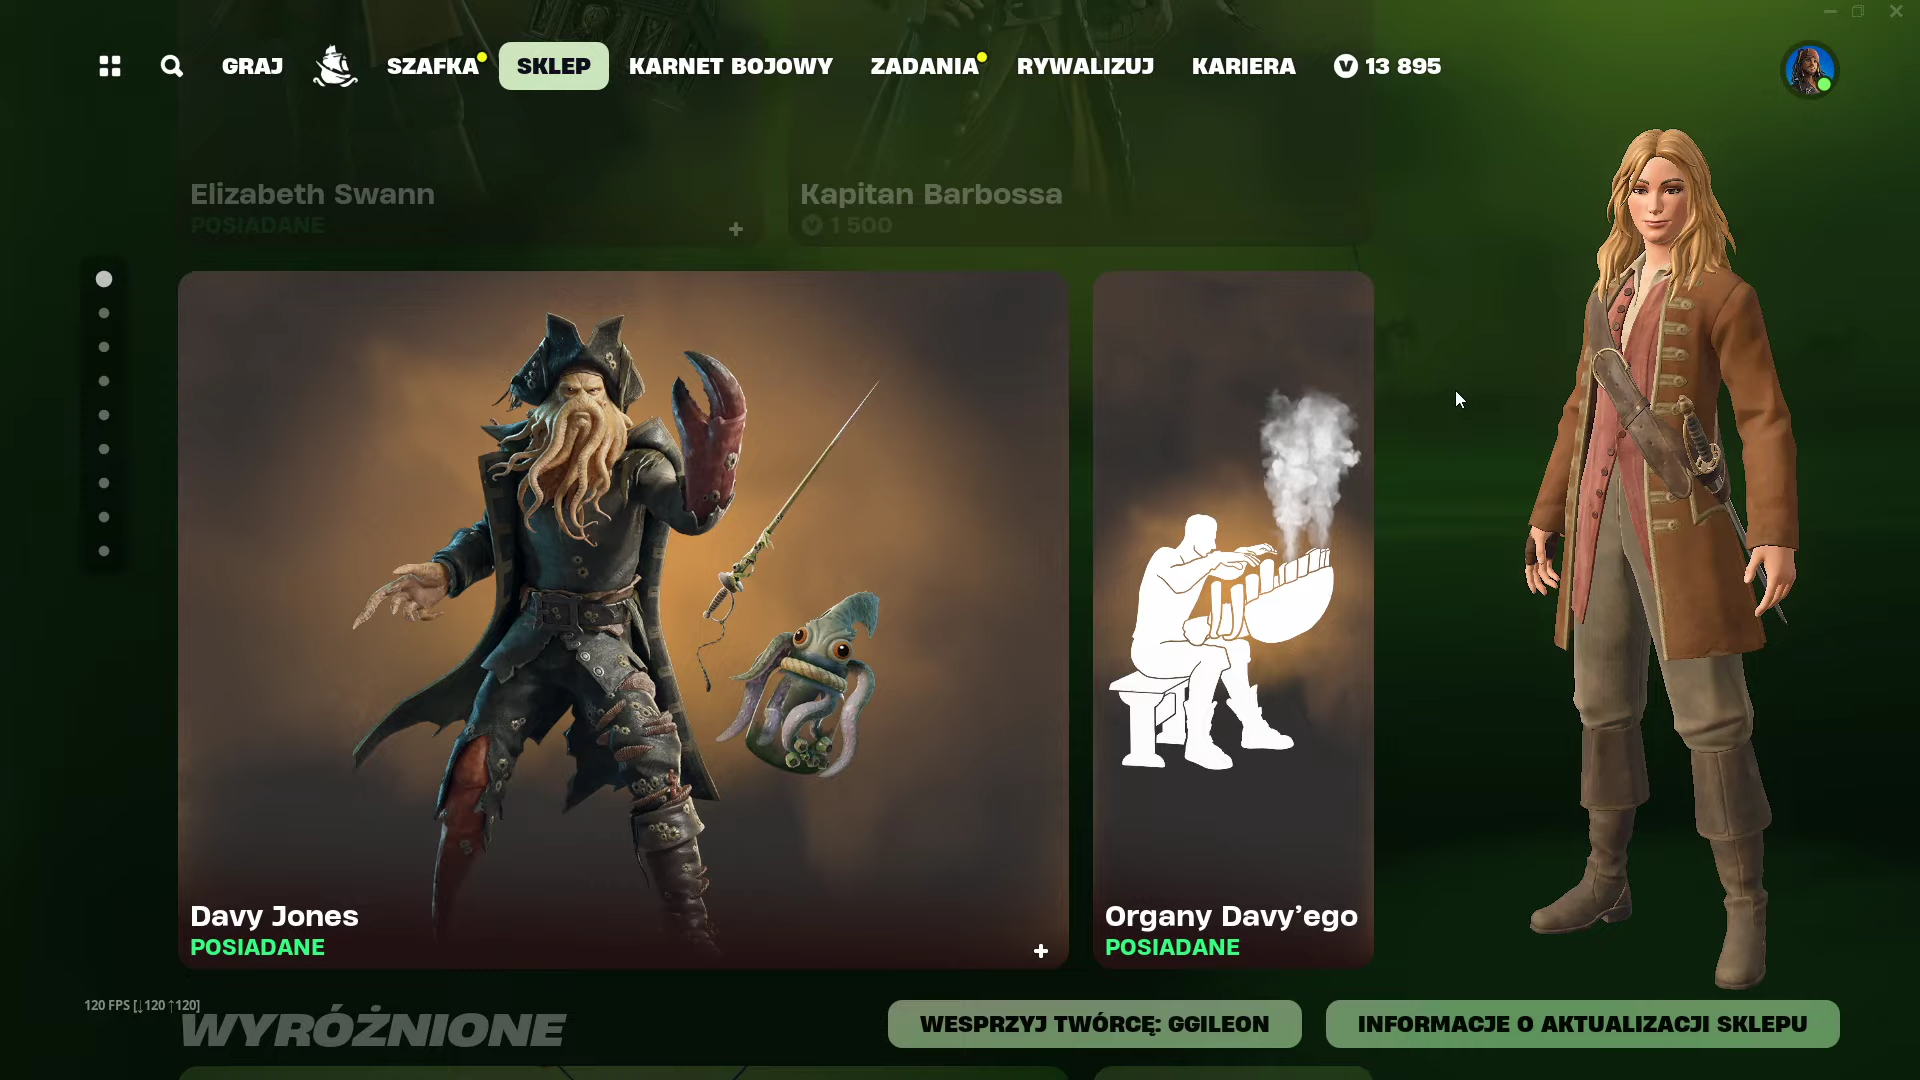 GRAJ
SZAFKA
SKLEP
KARNET BOJOWY
ZADANIA
RYWALIZUJ
KARIERA
13 895
Elizabeth Swann
POSIADANE
Kapitan Barbossa
1 500
Davy Jones
POSIADANE
Organy Davy’ego
POSIADANE
120 FPS [↓120 ↑120]
WYRÓŻNIONE
WESPRZYJ TWÓRCĘ: GGILEON
INFORMACJE O AKTUALIZACJI SKLEPU